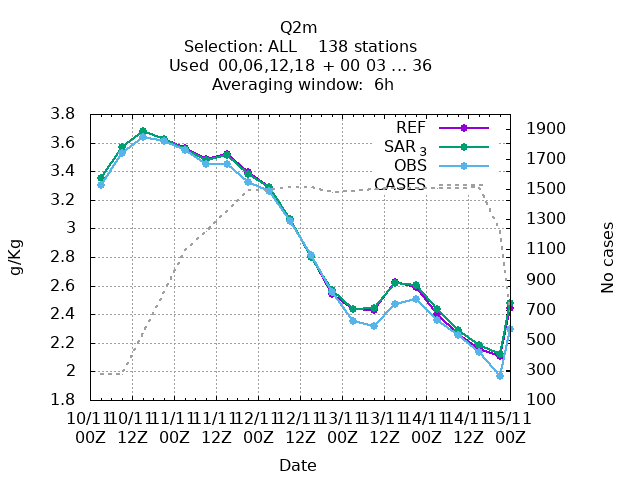 Q2m
Selection: ALL    138 stations
Used  00,06,12,18 + 00 03 ... 36
Averaging window:  6h
REF
SAR 3
OBS
CASES
3.8
3.6
3.4
3.2
3
2.8
2.6
2.4
2.2
2
1.8
g/Kg
1900
1700
1500
1300
1100
900
700
500
300
100
No cases
10/11 10/11 11/11 11/11 12/11 12/11 13/11 13/11 14/11 14/11 15/11
00Z 12Z 00Z 12Z 00Z 12Z 00Z 12Z 00Z 12Z 00Z
Date